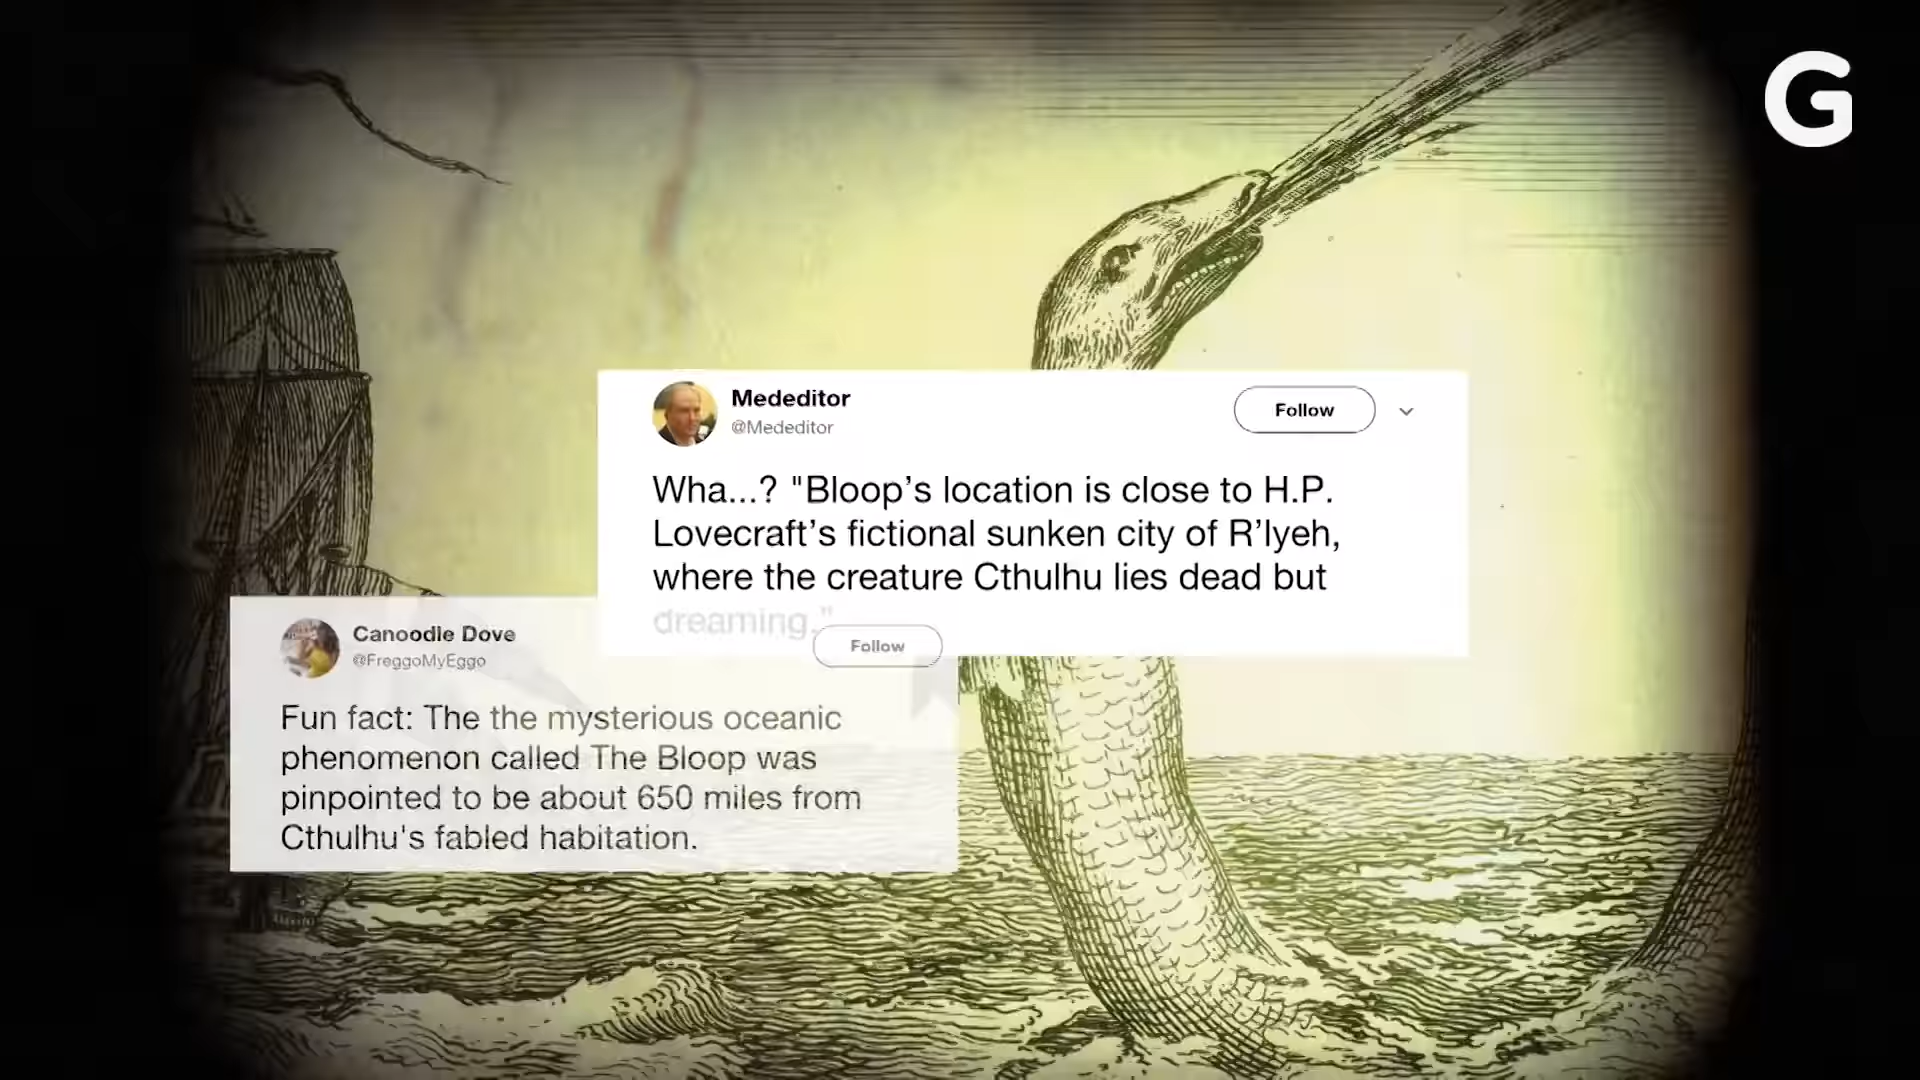 G
Mededitor
@Mededitor
Follow
Wha...? "Bloop’s location is close to H.P.
Lovecraft’s fictional sunken city of R’lyeh,
where the creature Cthulhu lies dead but
dreaming."
Canoodle Dove
@FreggoMyEggo
Follow
Fun fact: The the mysterious oceanic
phenomenon called The Bloop was
pinpointed to be about 650 miles from
Cthulhu's fabled habitation.